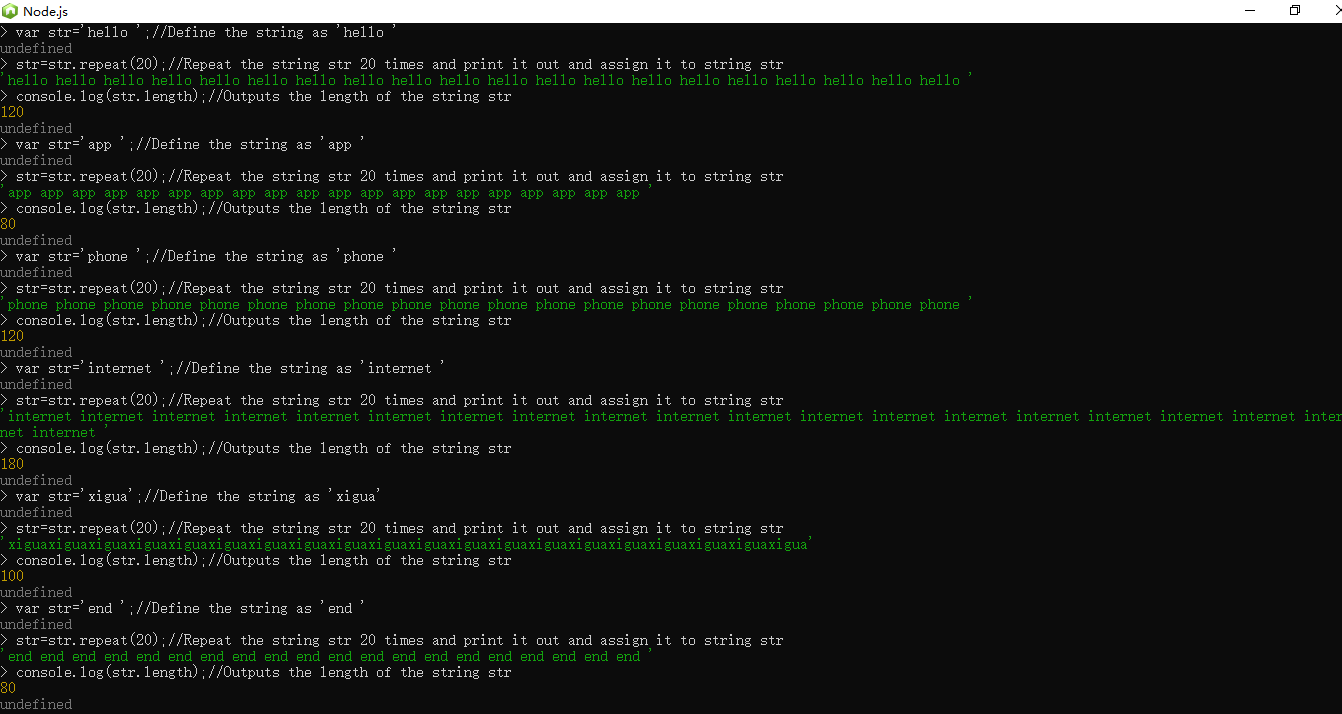 Node.js
> var str='hello ';//Define the string as 'hello '
undefined
> str=str.repeat(20);//Repeat the string str 20 times and print it out and assign it to string str
'hello hello hello hello hello hello hello hello hello hello hello hello hello hello hello hello hello hello hello hello '
> console.log(str.length);//Outputs the length of the string str
120
undefined
> var str='app ';//Define the string as 'app '
undefined
> str=str.repeat(20);//Repeat the string str 20 times and print it out and assign it to string str
'app app app app app app app app app app app app app app app app app app app app '
> console.log(str.length);//Outputs the length of the string str
80
undefined
> var str='phone ';//Define the string as 'phone '
undefined
> str=str.repeat(20);//Repeat the string str 20 times and print it out and assign it to string str
'phone phone phone phone phone phone phone phone phone phone phone phone phone phone phone phone phone phone phone phone '
> console.log(str.length);//Outputs the length of the string str
120
undefined
> var str='internet ';//Define the string as 'internet '
undefined
> str=str.repeat(20);//Repeat the string str 20 times and print it out and assign it to string str
'internet internet internet internet internet internet internet internet internet internet internet internet internet internet internet internet internet internet inter
net internet '
> console.log(str.length);//Outputs the length of the string str
180
undefined
> var str='xigua';//Define the string as 'xigua'
undefined
> str=str.repeat(20);//Repeat the string str 20 times and print it out and assign it to string str
'xiguaxiguaxiguaxiguaxiguaxiguaxiguaxiguaxiguaxiguaxiguaxiguaxiguaxiguaxiguaxiguaxiguaxiguaxiguaxigua'
> console.log(str.length);//Outputs the length of the string str
100
undefined
> var str='end ';//Define the string as 'end '
undefined
> str=str.repeat(20);//Repeat the string str 20 times and print it out and assign it to string str
'end end end end end end end end end end end end end end end end end end end end '
> console.log(str.length);//Outputs the length of the string str
80
undefined